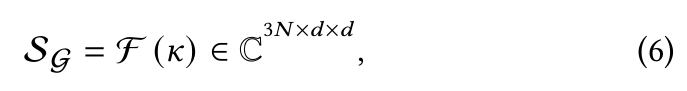 𝒮_𝒢 = ℱ (κ) ∈ ℂ^{3N×d×d}, (6)